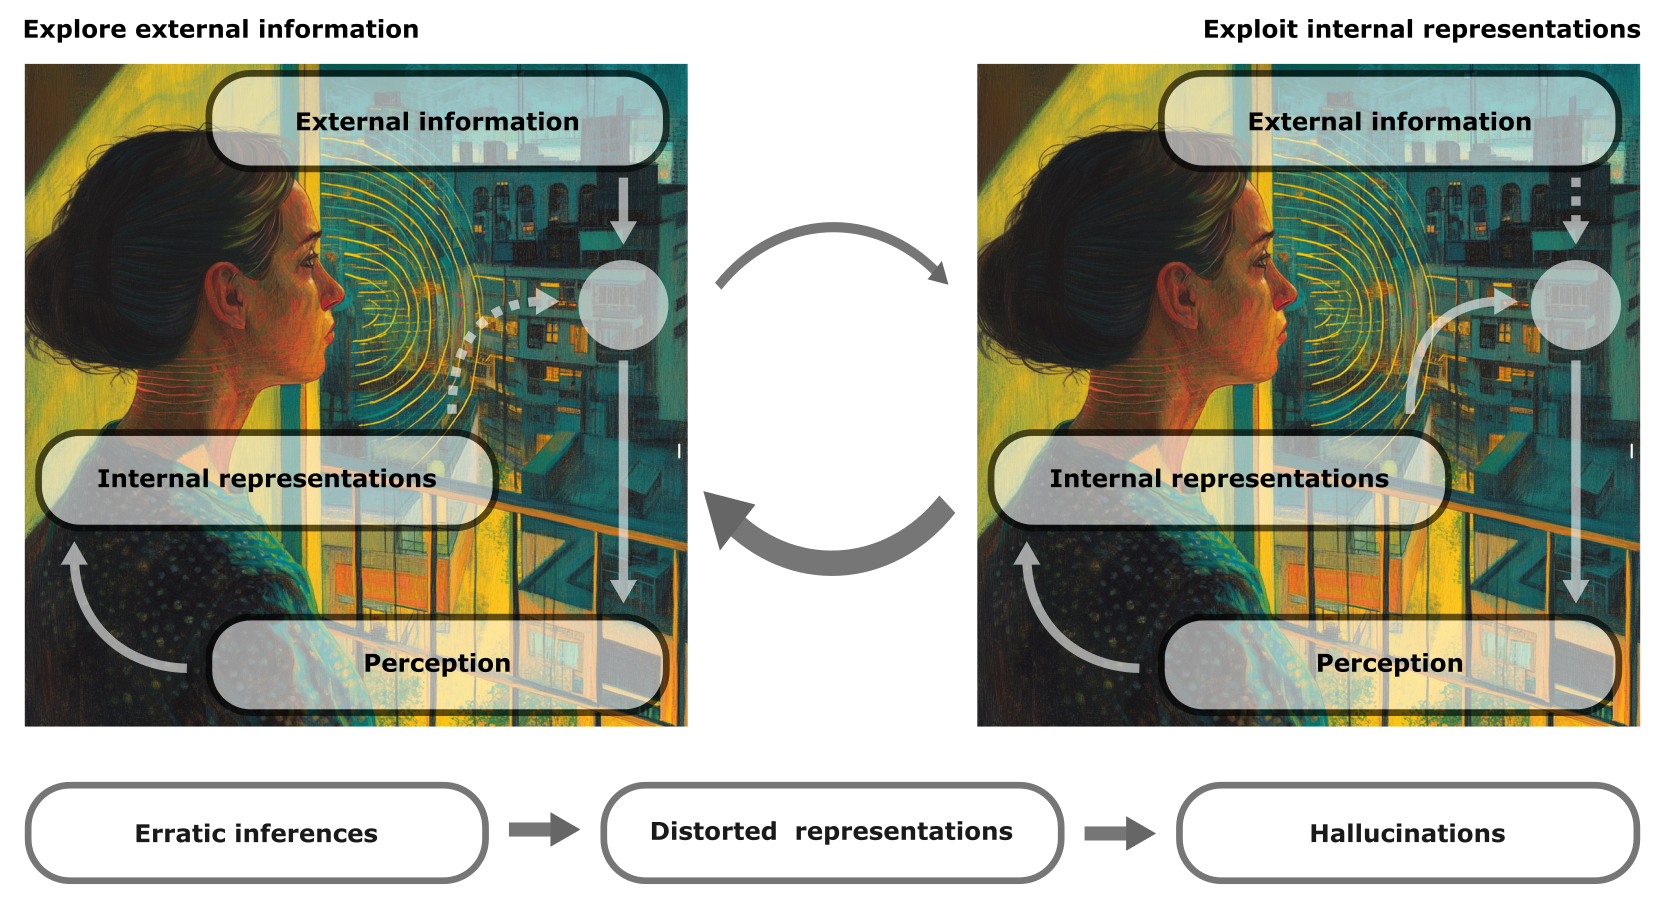 Explore external information
Exploit internal representations
External information
External information
Internal representations
Internal representations
Perception
Perception
Erratic inferences
Distorted  representations
Hallucinations